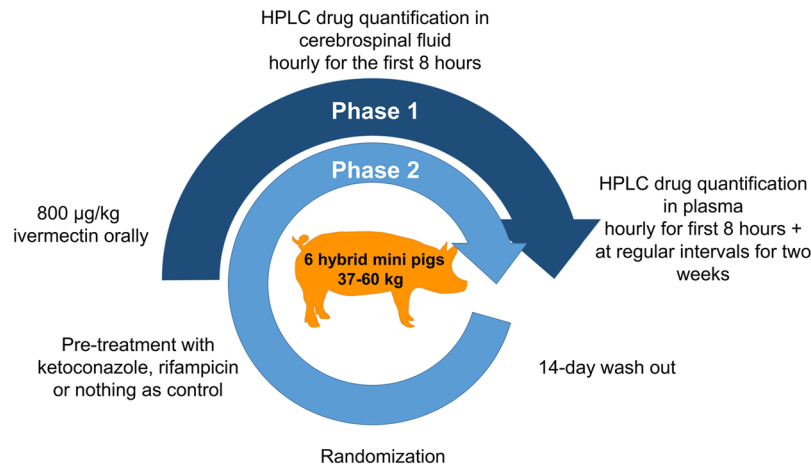 HPLC drug quantification in
cerebrospinal fluid
hourly for the first 8 hours
Phase 1
Phase 2
800 µg/kg
ivermectin orally
HPLC drug quantification
in plasma
hourly for first 8 hours +
at regular intervals for two
weeks
6 hybrid mini pigs
37-60 kg
Pre-treatment with
ketoconazole, rifampicin
or nothing as control
14-day wash out
Randomization